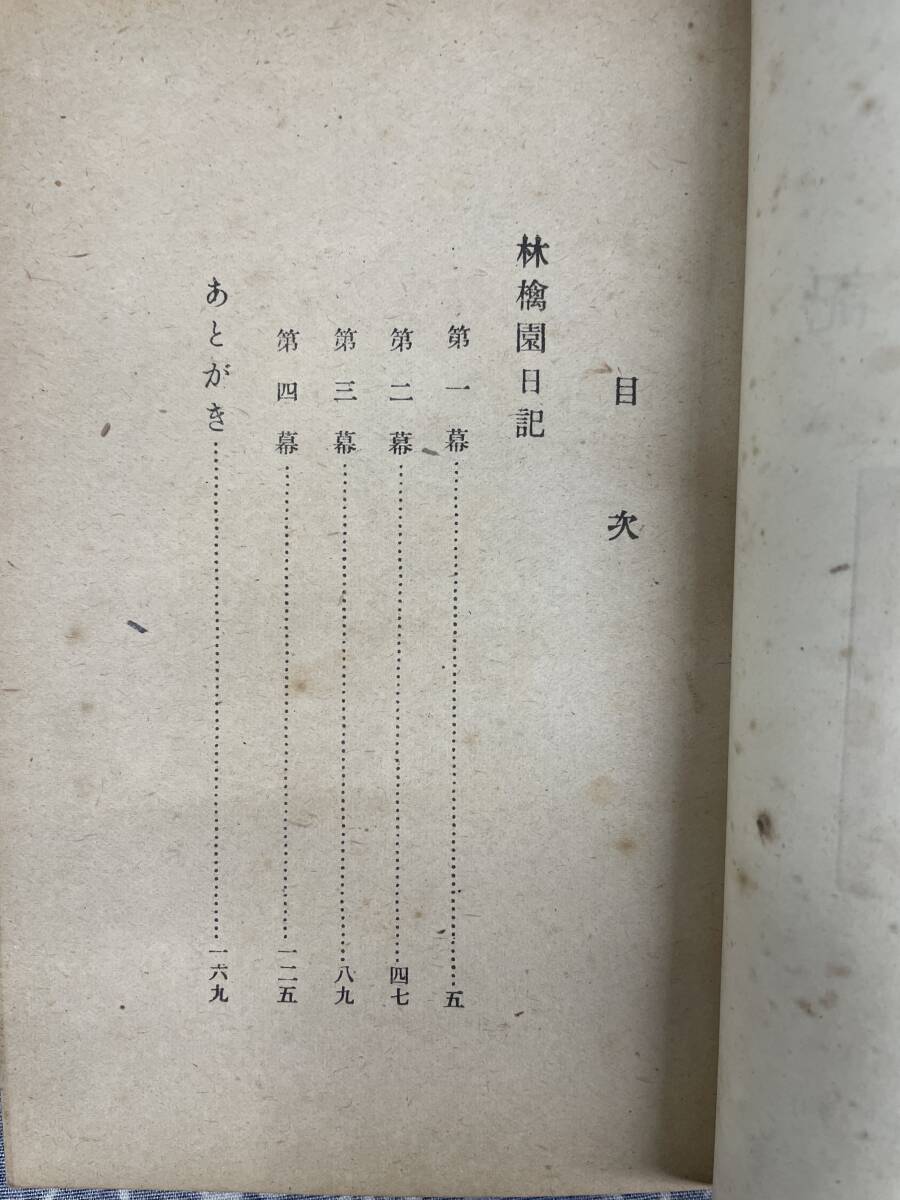 目次
林檎園日記
第一幕……五
第二幕……四七
第三幕……八九
第四幕……一二五
あとがき……一六九